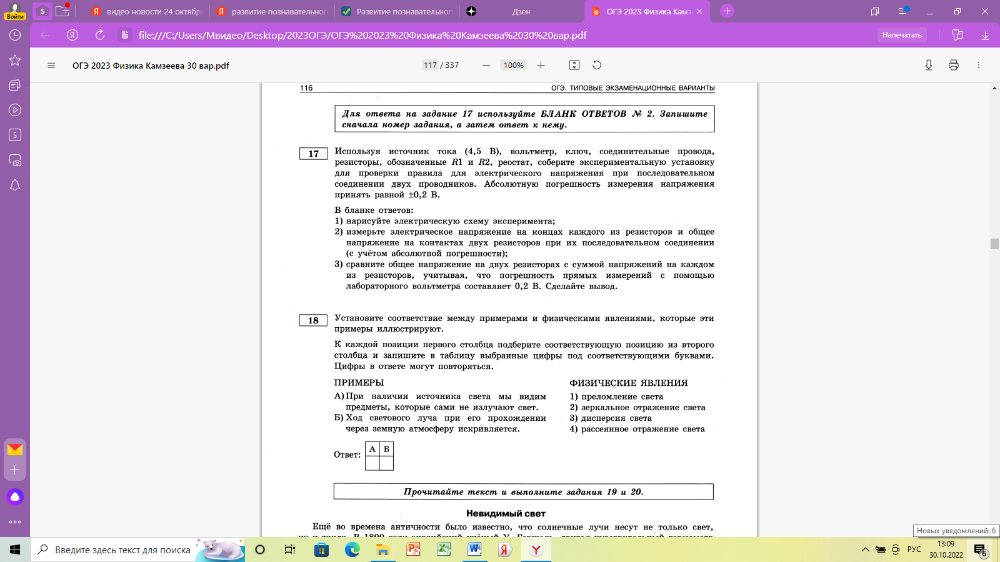 Войти
5
видео новости 24 октября
развитие познавательног
Развитие познавательног
Дзен
ОГЭ 2023 Физика Камзе
file:///C:/Users/Мвидео/Desktop/2023ОГЭ/ОГЭ%202023%20Физика%20Камзеева%2030%20вар.pdf
Напечатать
ОГЭ 2023 Физика Камзеева 30 вар.pdf
117 / 337
100%
116
ОГЭ. ТИПОВЫЕ ЭКЗАМЕНАЦИОННЫЕ ВАРИАНТЫ
Для ответа на задание 17 используйте БЛАНК ОТВЕТОВ № 2. Запишите
сначала номер задания, а затем ответ к нему.
17
Используя источник тока (4,5 В), вольтметр, ключ, соединительные провода,
резисторы, обозначенные R1 и R2, реостат, соберите экспериментальную установку
для проверки правила для электрического напряжения при последовательном
соединении двух проводников. Абсолютную погрешность измерения напряжения
принять равной ±0,2 В.
В бланке ответов:
1) нарисуйте электрическую схему эксперимента;
2) измерьте электрическое напряжение на концах каждого из резисторов и общее
напряжение на контактах двух резисторов при их последовательном соединении
(с учётом абсолютной погрешности);
3) сравните общее напряжение на двух резисторах с суммой напряжений на каждом
из резисторов, учитывая, что погрешность прямых измерений с помощью
лабораторного вольтметра составляет 0,2 В. Сделайте вывод.
18
Установите соответствие между примерами и физическими явлениями, которые эти
примеры иллюстрируют.
К каждой позиции первого столбца подберите соответствующую позицию из второго
столбца и запишите в таблицу выбранные цифры под соответствующими буквами.
Цифры в ответе могут повторяться.
ПРИМЕРЫ
А) При наличии источника света мы видим
предметы, которые сами не излучают свет.
Б) Ход светового луча при его прохождении
через земную атмосферу искривляется.
ФИЗИЧЕСКИЕ ЯВЛЕНИЯ
1) преломление света
2) зеркальное отражение света
3) дисперсия света
4) рассеянное отражение света
Ответ:
А Б
Прочитайте текст и выполните задания 19 и 20.
Невидимый свет
Ещё во времена античности было известно, что солнечные лучи несут не только свет,
5
Новых уведомлений: 6
Введите здесь текст для поиска
РУС
13:09
30.10.2022
6